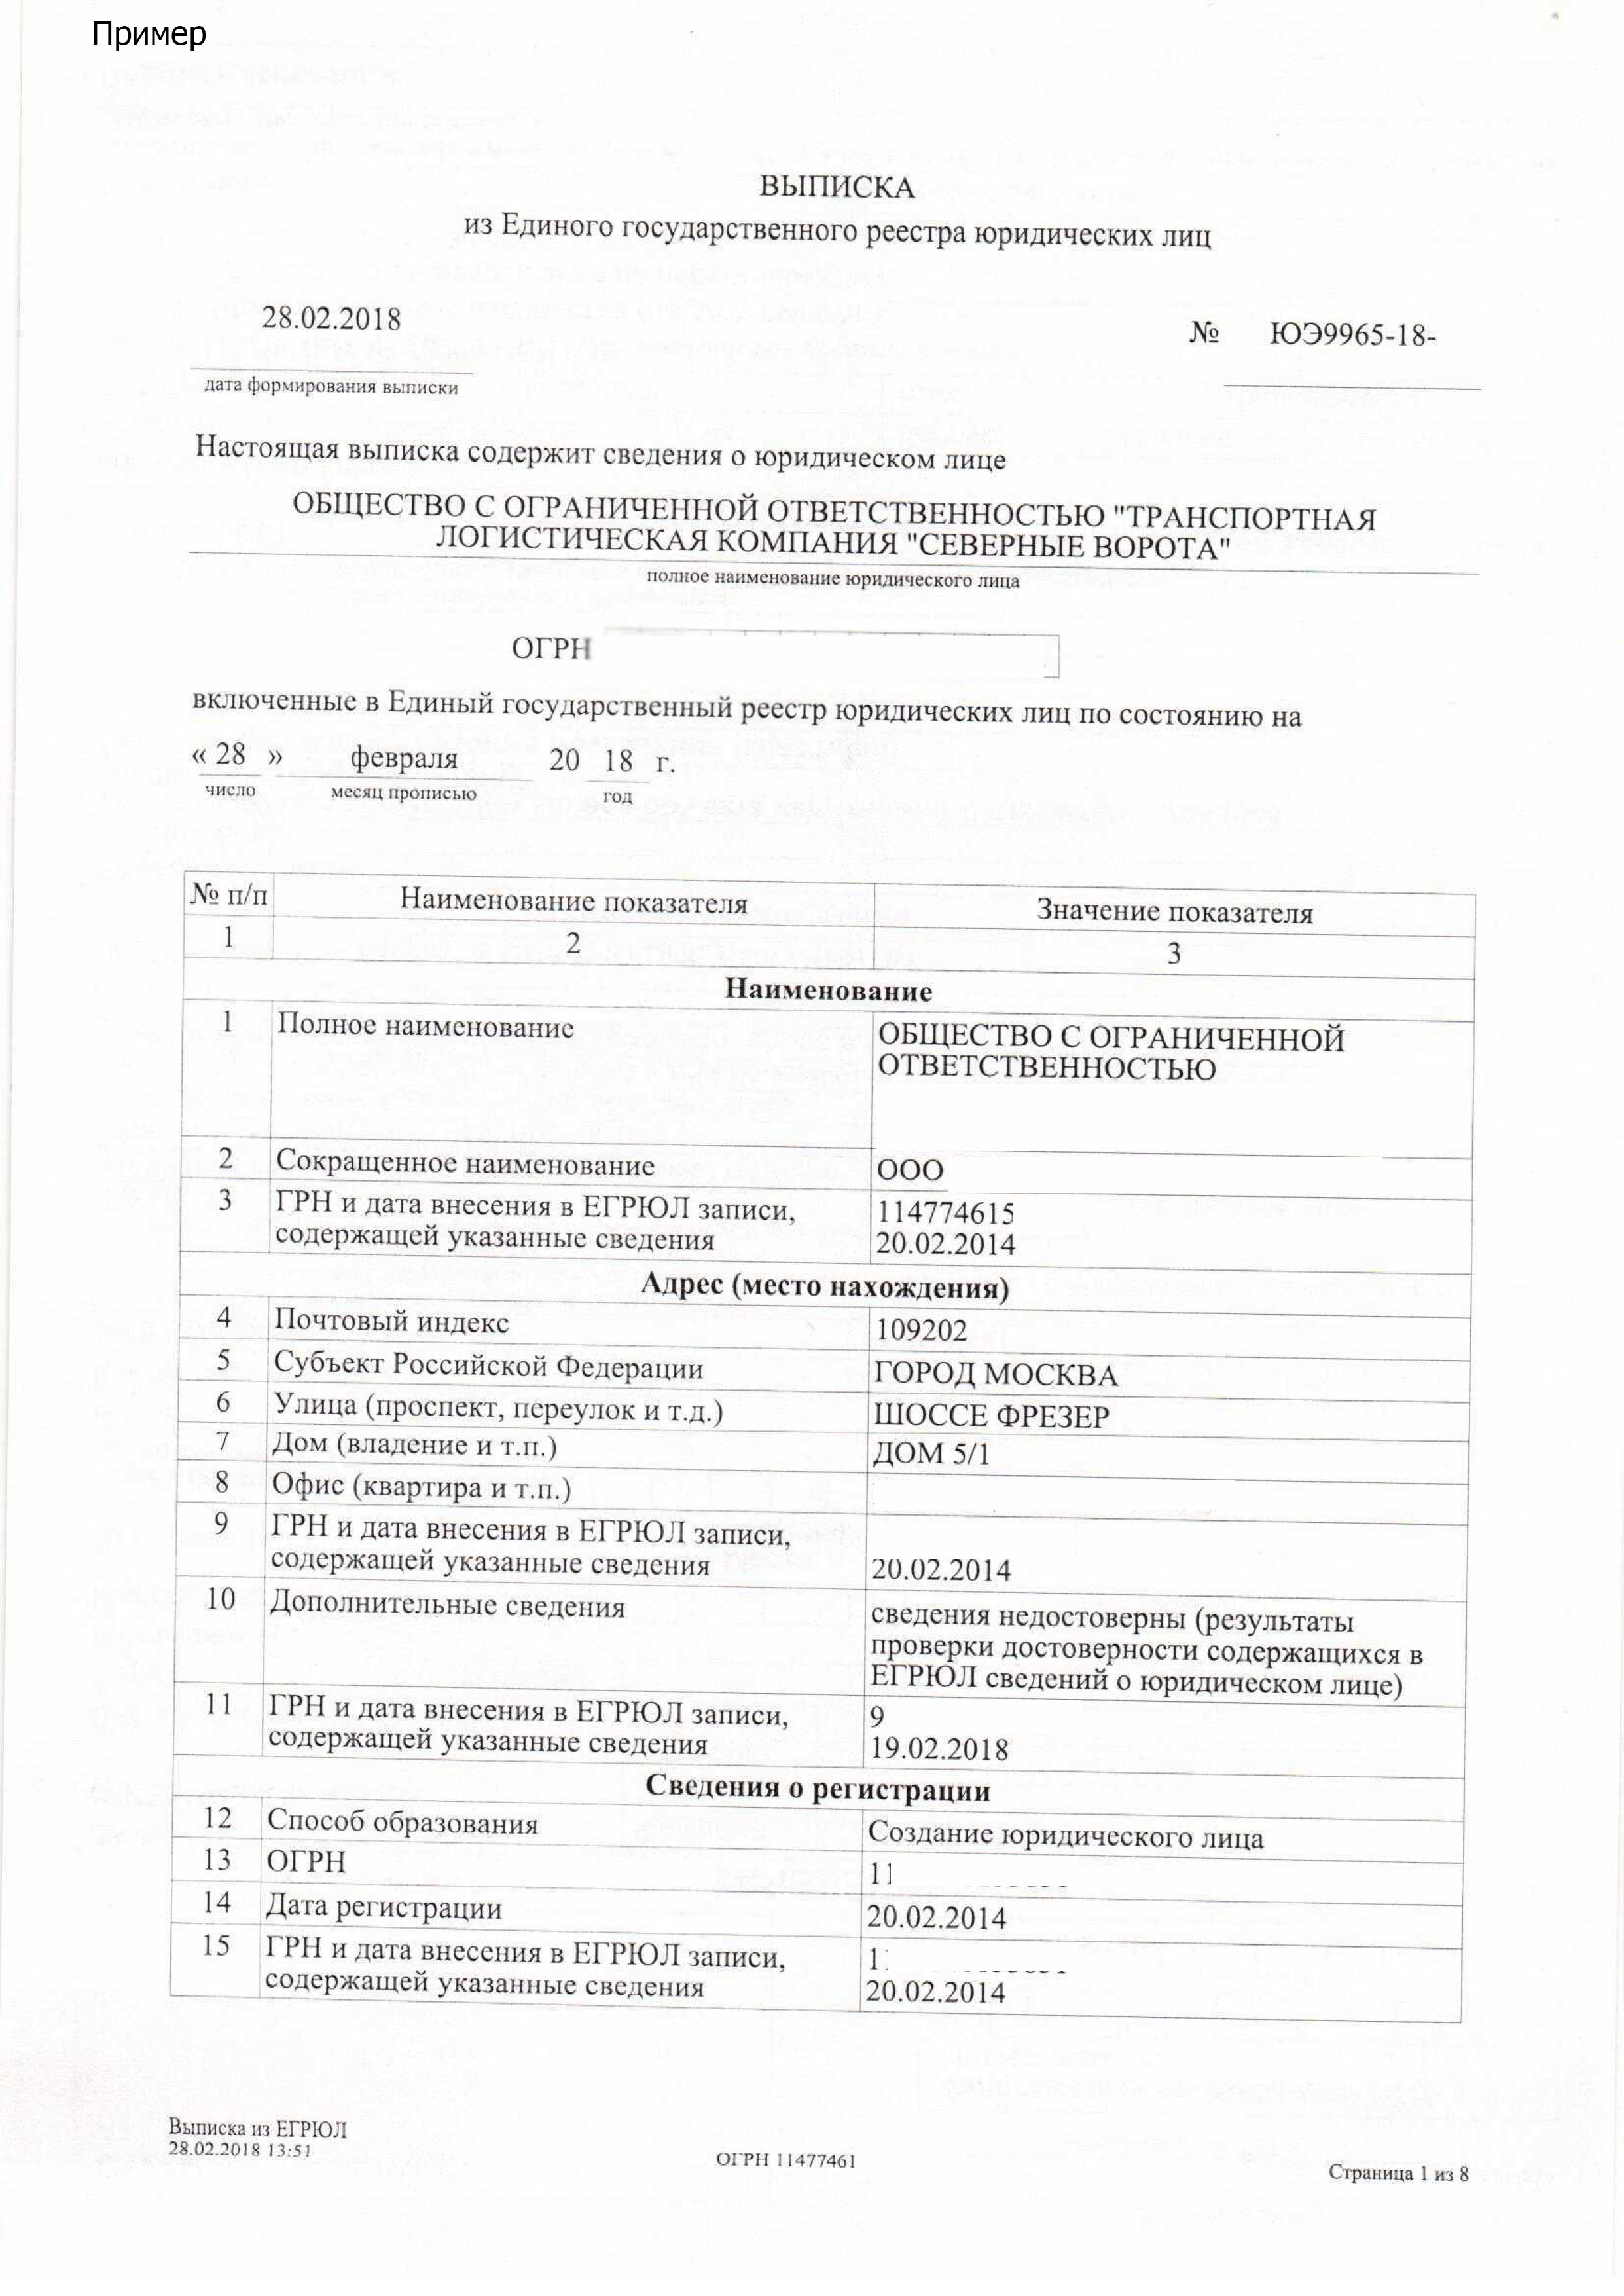 Пример
ВЫПИСКА
из Единого государственного реестра юридических лиц
28.02.2018
№ ЮЭ9965-18-
дата формирования выписки
Настоящая выписка содержит сведения о юридическом лице
ОБЩЕСТВО С ОГРАНИЧЕННОЙ ОТВЕТСТВЕННОСТЬЮ "ТРАНСПОРТНАЯ
ЛОГИСТИЧЕСКАЯ КОМПАНИЯ "СЕВЕРНЫЕ ВОРОТА"
полное наименование юридического лица
ОГРН
включенные в Единый государственный реестр юридических лиц по состоянию на
« 28 » февраля 20 18 г.
число месяц прописью год
№ п/п Наименование показателя Значение показателя
1 2 3
Наименование
1 Полное наименование ОБЩЕСТВО С ОГРАНИЧЕННОЙ
ОТВЕТСТВЕННОСТЬЮ
2 Сокращенное наименование ООО
3 ГРН и дата внесения в ЕГРЮЛ записи, 114774615
содержащей указанные сведения 20.02.2014
Адрес (место нахождения)
4 Почтовый индекс 109202
5 Субъект Российской Федерации ГОРОД МОСКВА
6 Улица (проспект, переулок и т.д.) ШОССЕ ФРЕЗЕР
7 Дом (владение и т.п.) ДОМ 5/1
8 Офис (квартира и т.п.)
9 ГРН и дата внесения в ЕГРЮЛ записи,
содержащей указанные сведения 20.02.2014
10 Дополнительные сведения сведения недостоверны (результаты
проверки достоверности содержащихся в
ЕГРЮЛ сведений о юридическом лице)
11 ГРН и дата внесения в ЕГРЮЛ записи, 9
содержащей указанные сведения 19.02.2018
Сведения о регистрации
12 Способ образования Создание юридического лица
13 ОГРН 11
14 Дата регистрации 20.02.2014
15 ГРН и дата внесения в ЕГРЮЛ записи, 1
содержащей указанные сведения 20.02.2014
Выписка из ЕГРЮЛ
28.02.2018 13:51
ОГРН 11477461
Страница 1 из 8